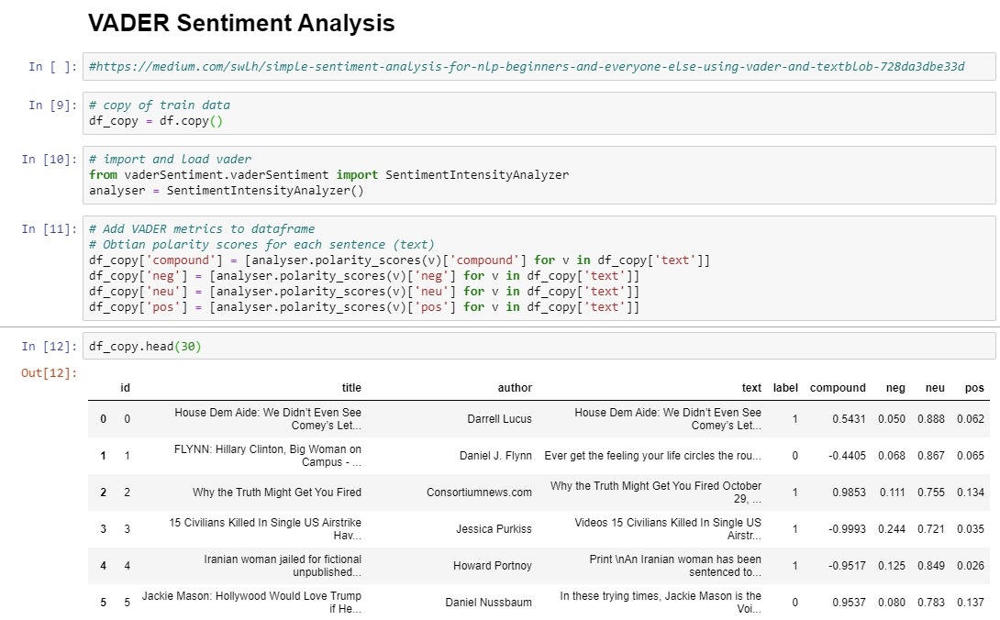 VADER Sentiment Analysis
In [ ]: #https://medium.com/swlh/simple-sentiment-analysis-for-nlp-beginners-and-everyone-else-using-vader-and-textblob-728da3dbe33d
In [9]: # copy of train data
df_copy = df.copy()
In [10]: # import and load vader
from vaderSentiment.vaderSentiment import SentimentIntensityAnalyzer
analyser = SentimentIntensityAnalyzer()
In [11]: # Add VADER metrics to dataframe
# Obtian polarity scores for each sentence (text)
df_copy['compound'] = [analyser.polarity_scores(v)['compound'] for v in df_copy['text']]
df_copy['neg'] = [analyser.polarity_scores(v)['neg'] for v in df_copy['text']]
df_copy['neu'] = [analyser.polarity_scores(v)['neu'] for v in df_copy['text']]
df_copy['pos'] = [analyser.polarity_scores(v)['pos'] for v in df_copy['text']]
In [12]: df_copy.head(30)
Out[12]:
id title author text label compound neg neu pos
House Dem Aide: We Didn't Even See House Dem Aide: We Didn't Even See
0 0 Darrell Lucus 1 0.5431 0.050 0.888 0.062
Comey's Let... Comey's Let...
FLYNN: Hillary Clinton, Big Woman on
1 1 Daniel J. Flynn Ever get the feeling your life circles the rou... 0 -0.4405 0.068 0.867 0.065
Campus - ...
Why the Truth Might Get You Fired October
2 2 Why the Truth Might Get You Fired Consortiumnews.com 1 0.9853 0.111 0.755 0.134
29, ...
15 Civilians Killed In Single US Airstrike Videos 15 Civilians Killed In Single US
3 3 Jessica Purkiss 1 -0.9993 0.244 0.721 0.035
Hav... Airstr...
Iranian woman jailed for fictional Print \nAn Iranian woman has been
4 4 Howard Portnoy 1 -0.9517 0.125 0.849 0.026
unpublished... sentenced to...
Jackie Mason: Hollywood Would Love Trump In these trying times, Jackie Mason is the
5 5 Daniel Nussbaum 0 0.9537 0.080 0.783 0.137
if He... Voi...